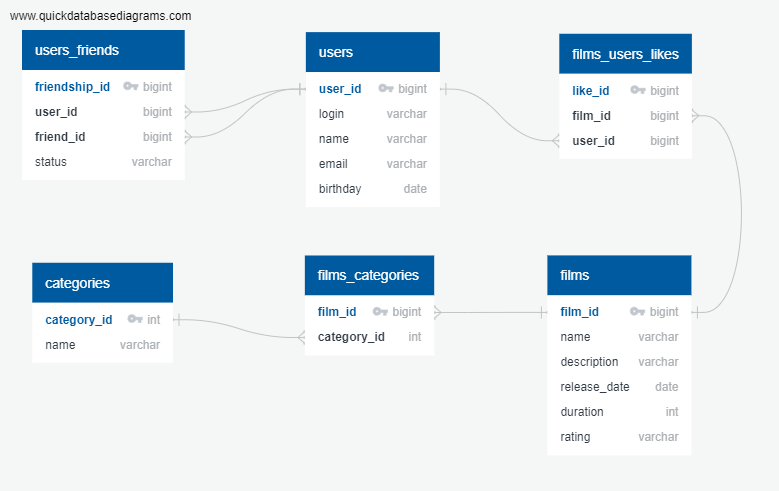 www.quickdatabasediagrams.com
users_friends
friendship_id bigint
user_id bigint
friend_id bigint
status varchar
users
user_id bigint
login varchar
name varchar
email varchar
birthday date
films_users_likes
like_id bigint
film_id bigint
user_id bigint
categories
category_id int
name varchar
films_categories
film_id bigint
category_id int
films
film_id bigint
name varchar
description varchar
release_date date
duration int
rating varchar